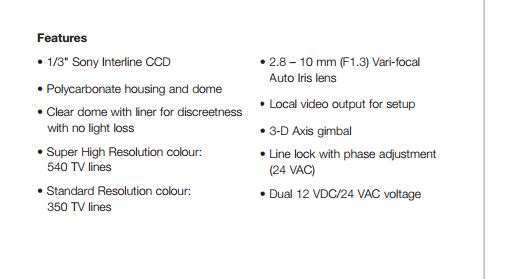 Features
• 1/3" Sony Interline CCD
• Polycarbonate housing and dome
• Clear dome with liner for discreetness
with no light loss
• Super High Resolution colour:
540 TV lines
• Standard Resolution colour:
350 TV lines
• 2.8 – 10 mm (F1.3) Vari-focal
Auto Iris lens
• Local video output for setup
• 3-D Axis gimbal
• Line lock with phase adjustment
(24 VAC)
• Dual 12 VDC/24 VAC voltage